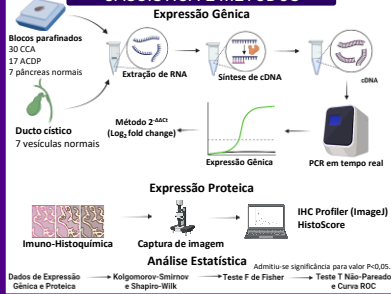 Expressão Gênica
Blocos parafinados
30 CCA
17 ACDP
7 pâncreas normais
Extração de RNA
Síntese de cDNA
cDNA
Ducto cístico
7 vesículas normais
Método 2-ΔΔCt
(Log2 fold change)
Expressão Gênica
PCR em tempo real
Expressão Proteica
IHC Profiler (ImageJ)
HistoScore
Imuno-Histoquímica
Captura de imagem
Análise Estatística
Admitiu-se significância para valor P<0,05.
Dados de Expressão
Gênica e Proteica
Kolgomorov-Smirnov
e Shapiro-Wilk
Teste F de Fisher
Teste T Não-Pareado
e Curva ROC